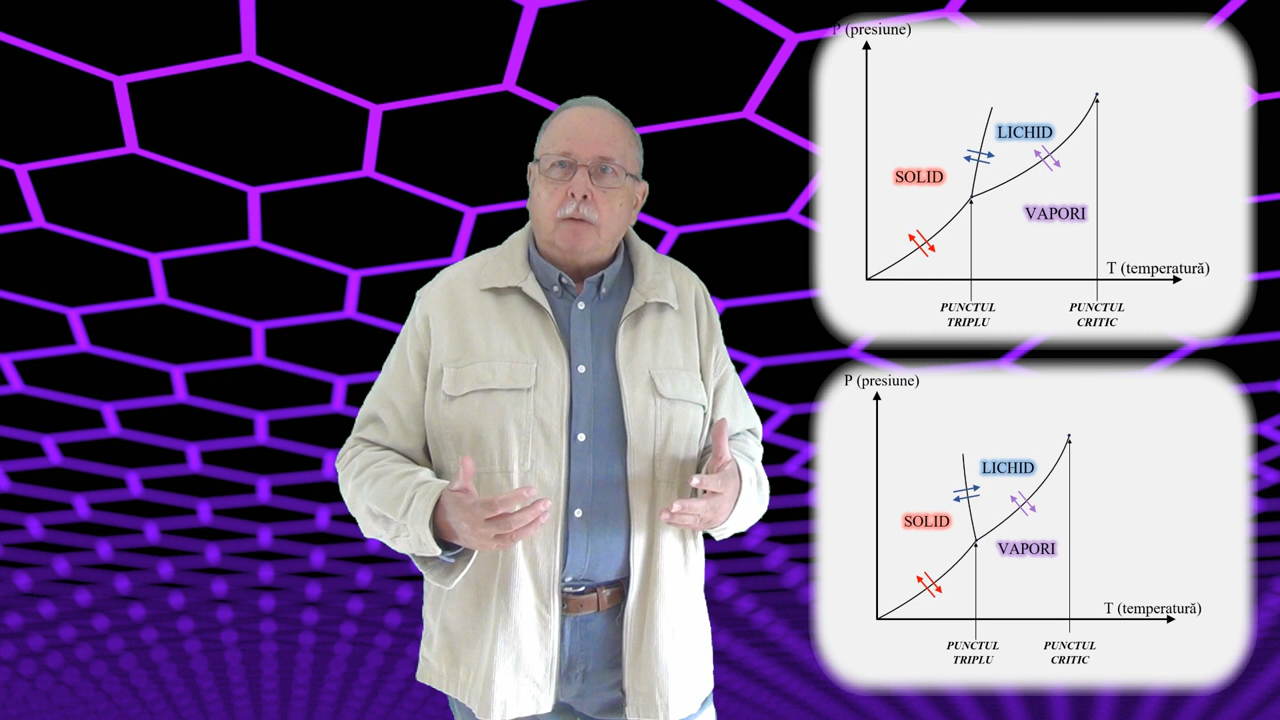 P (presiune)
LICHID
SOLID
VAPORI
T (temperatură)
PUNCTUL
TRIPLU
PUNCTUL
CRITIC
P (presiune)
LICHID
SOLID
VAPORI
T (temperatură)
PUNCTUL
TRIPLU
PUNCTUL
CRITIC